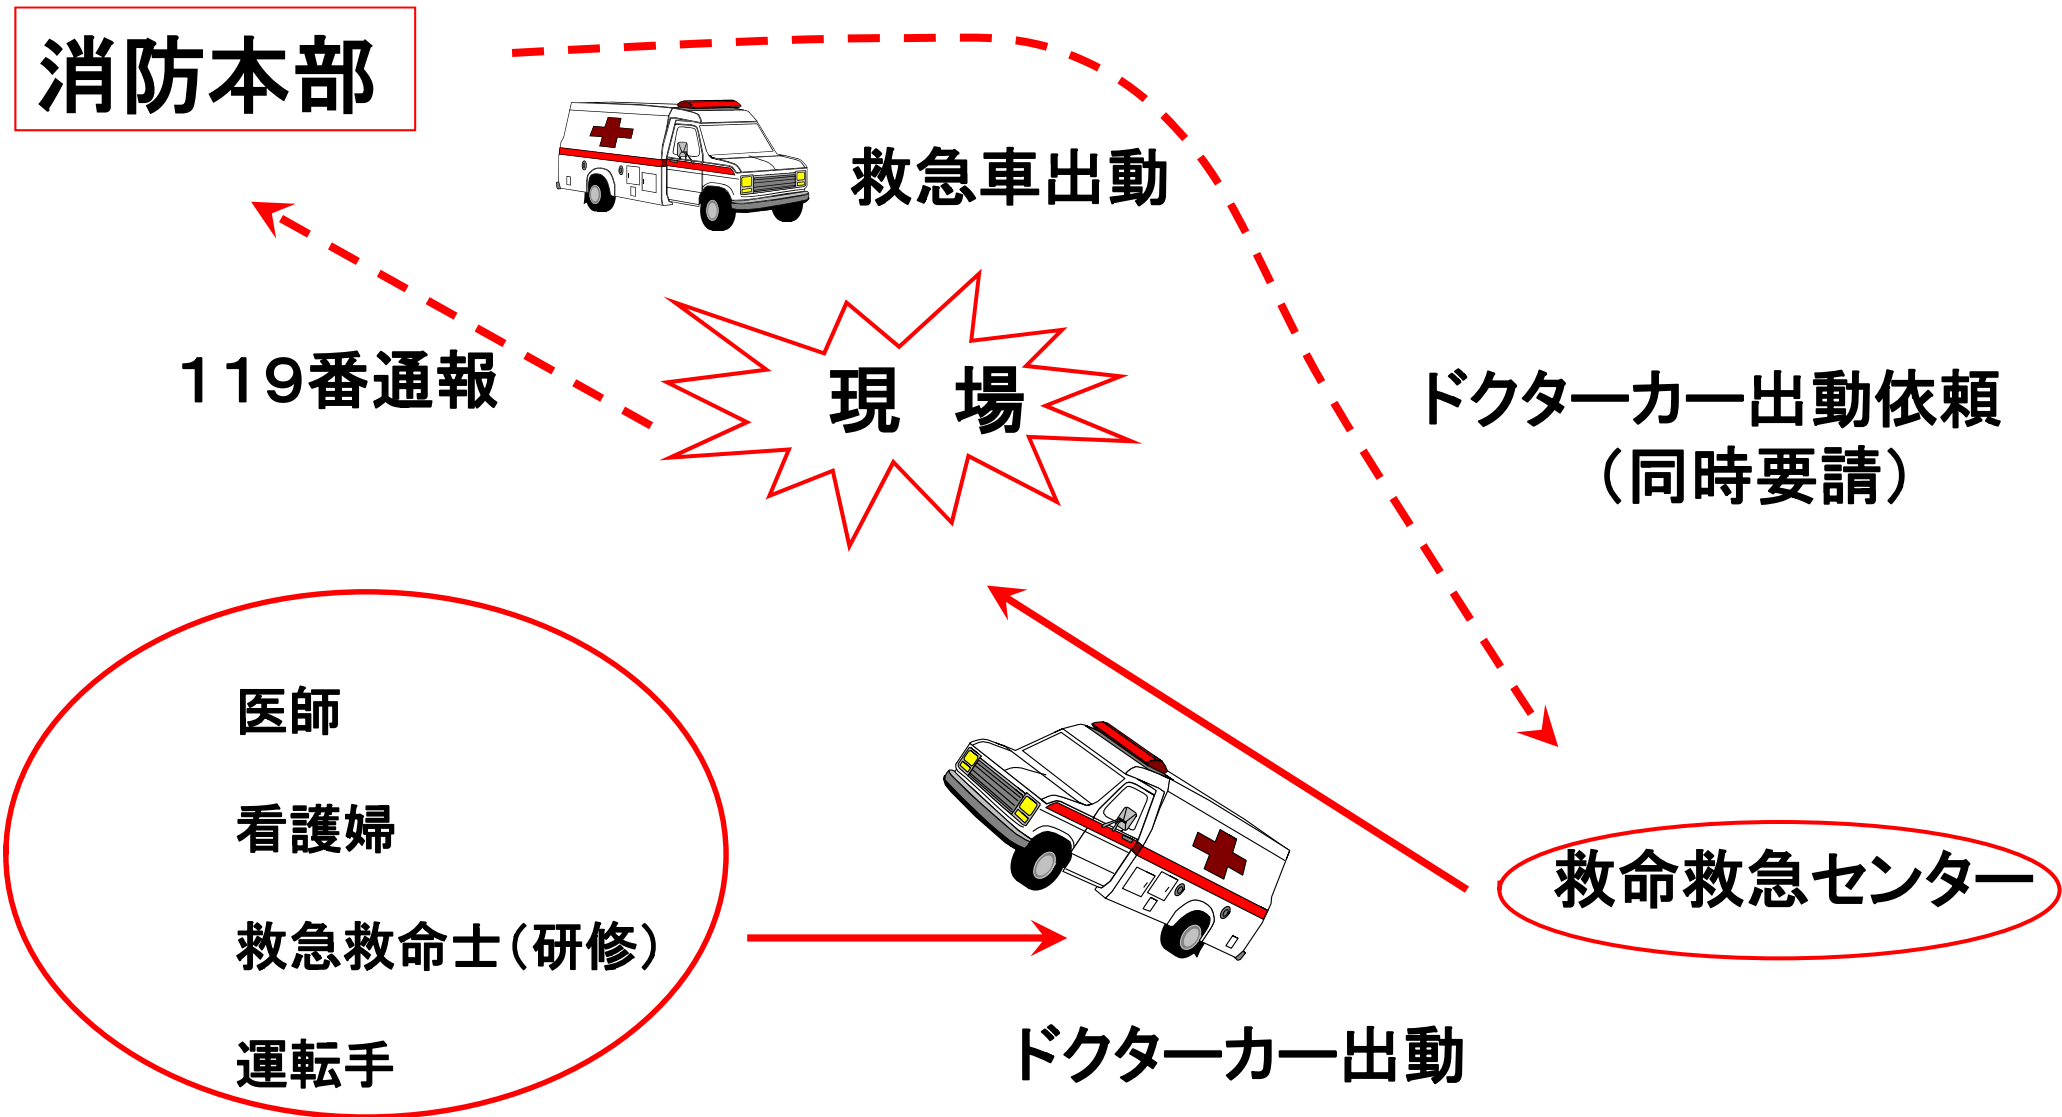 消防本部
救急車出動
１１９番通報
現　場
ドクターカー出動依頼
（同時要請）
医師
看護婦
救急救命士（研修）
運転手
救命救急センター
ドクターカー出動